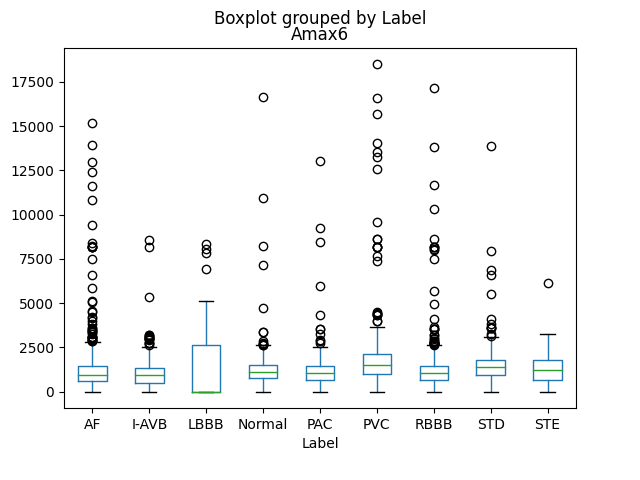 Boxplot grouped by Label
Amax6
17500
15000
12500
10000
7500
5000
2500
0
AF I-AVB LBBB Normal PAC PVC RBBB STD STE
Label